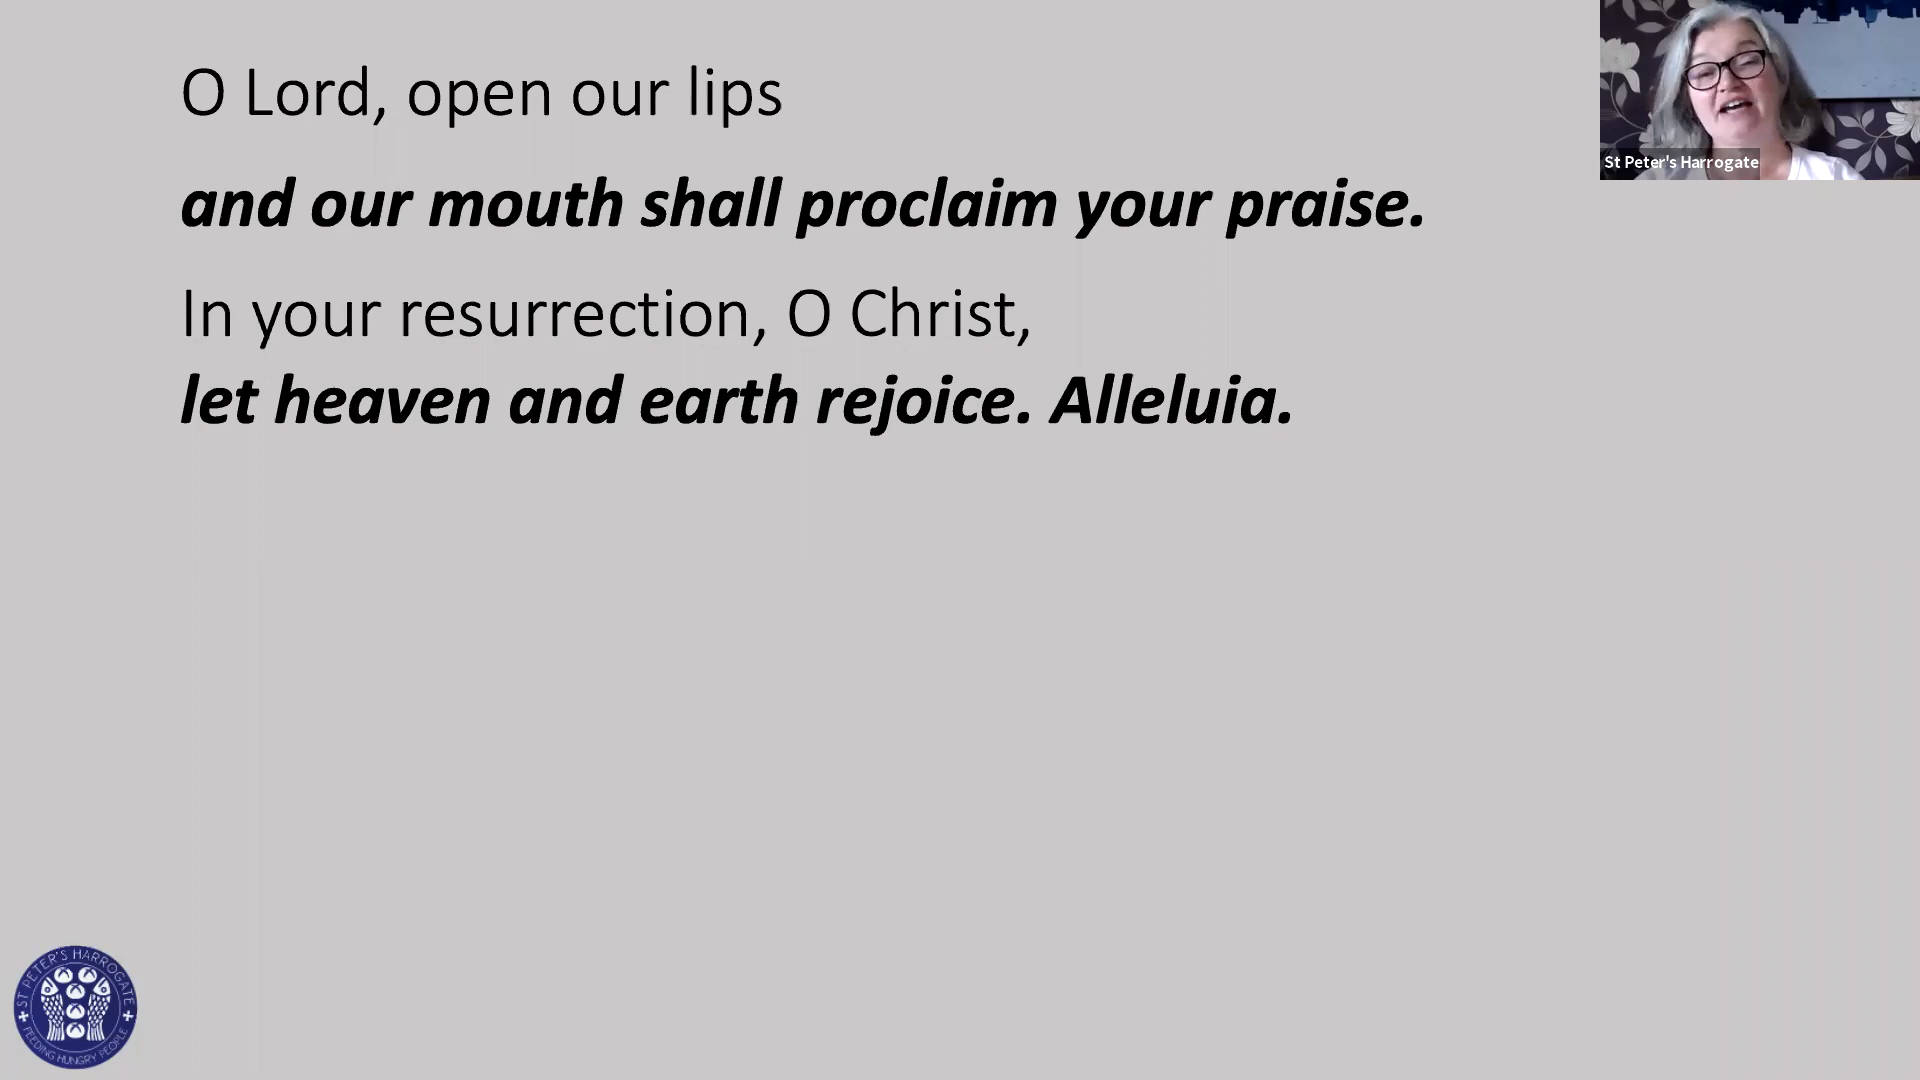 O Lord, open our lips
and our mouth shall proclaim your praise.
In your resurrection, O Christ,
let heaven and earth rejoice. Alleluia.
St Peter's Harrogate
ST PETER'S HARROGATE
FEEDING HUNGRY PEOPLE